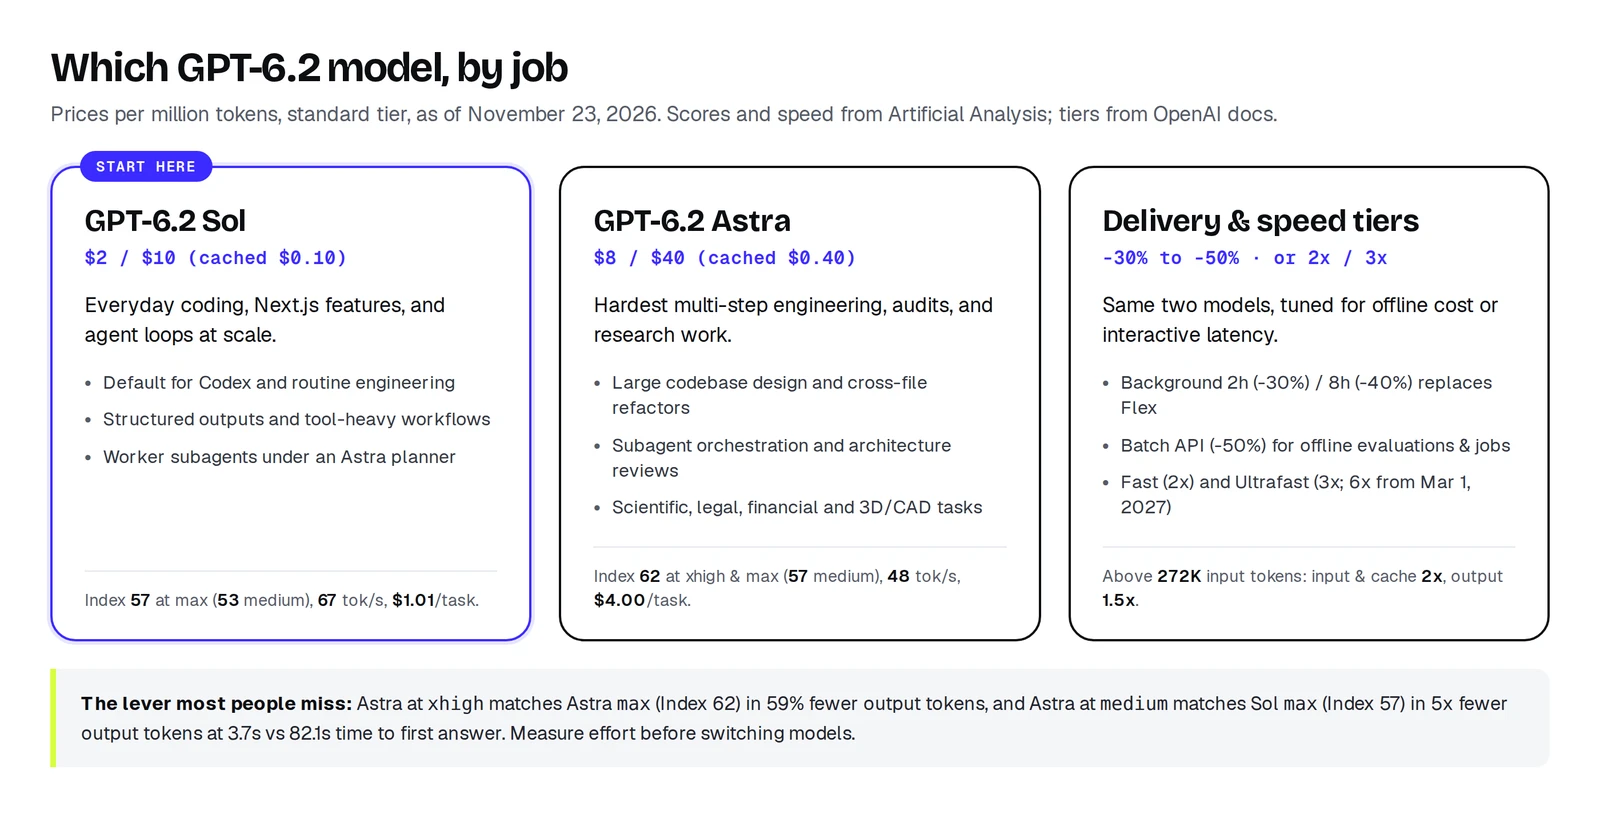 Which GPT-6.2 model, by job
Prices per million tokens, standard tier, as of November 23, 2026. Scores and speed from Artificial Analysis; tiers from OpenAI docs.
START HERE
GPT-6.2 Sol
$2 / $10 (cached $0.10)
Everyday coding, Next.js features, and
agent loops at scale.
• Default for Codex and routine engineering
• Structured outputs and tool-heavy workflows
• Worker subagents under an Astra planner
Index 57 at max (53 medium), 67 tok/s, $1.01/task.
GPT-6.2 Astra
$8 / $40 (cached $0.40)
Hardest multi-step engineering, audits, and
research work.
• Large codebase design and cross-file
refactors
• Subagent orchestration and architecture
reviews
• Scientific, legal, financial and 3D/CAD tasks
Index 62 at xhigh & max (57 medium), 48 tok/s,
$4.00/task.
Delivery & speed tiers
-30% to -50% · or 2x / 3x
Same two models, tuned for offline cost or
interactive latency.
• Background 2h (-30%) / 8h (-40%) replaces
Flex
• Batch API (-50%) for offline evaluations & jobs
• Fast (2x) and Ultrafast (3x; 6x from Mar 1,
2027)
Above 272K input tokens: input & cache 2x, output
1.5x.
The lever most people miss: Astra at xhigh matches Astra max (Index 62) in 59% fewer output tokens, and Astra at medium matches Sol max (Index 57) in 5x fewer
output tokens at 3.7s vs 82.1s time to first answer. Measure effort before switching models.